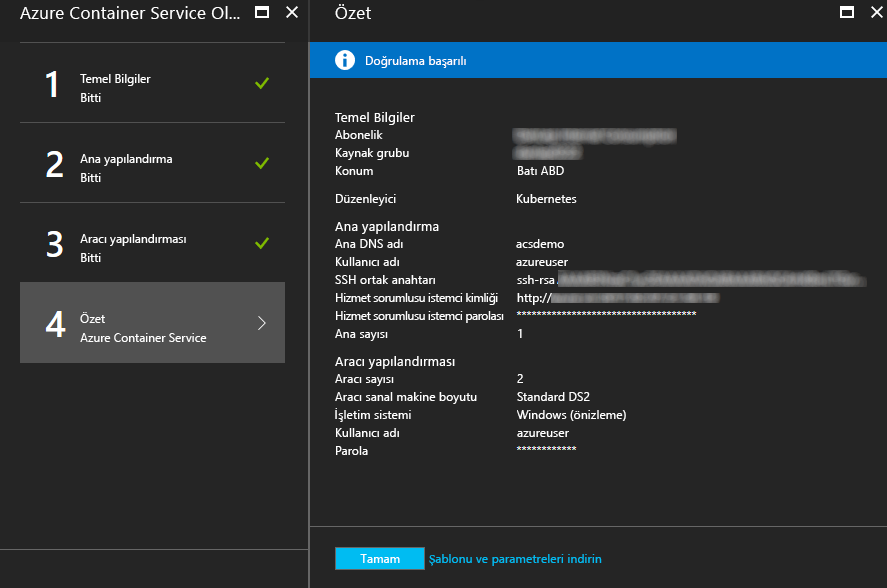 Azure Container Service Ol...
1
Temel Bilgiler
Bitti
2
Ana yapılandırma
Bitti
3
Aracı yapılandırması
Bitti
4
Özet
Azure Container Service
Özet
Doğrulama başarılı
Temel Bilgiler
Abonelik
Kaynak grubu
Konum Batı ABD
Düzenleyici Kubernetes
Ana yapılandırma
Ana DNS adı acsdemo
Kullanıcı adı azureuser
SSH ortak anahtarı ssh-rsa
Hizmet sorumlusu istemci kimliği http://
Hizmet sorumlusu istemci parolası ************************************
Ana sayısı 1
Aracı yapılandırması
Aracı sayısı 2
Aracı sanal makine boyutu Standard DS2
İşletim sistemi Windows (önizleme)
Kullanıcı adı azureuser
Parola ************
Tamam Şablonu ve parametreleri indirin